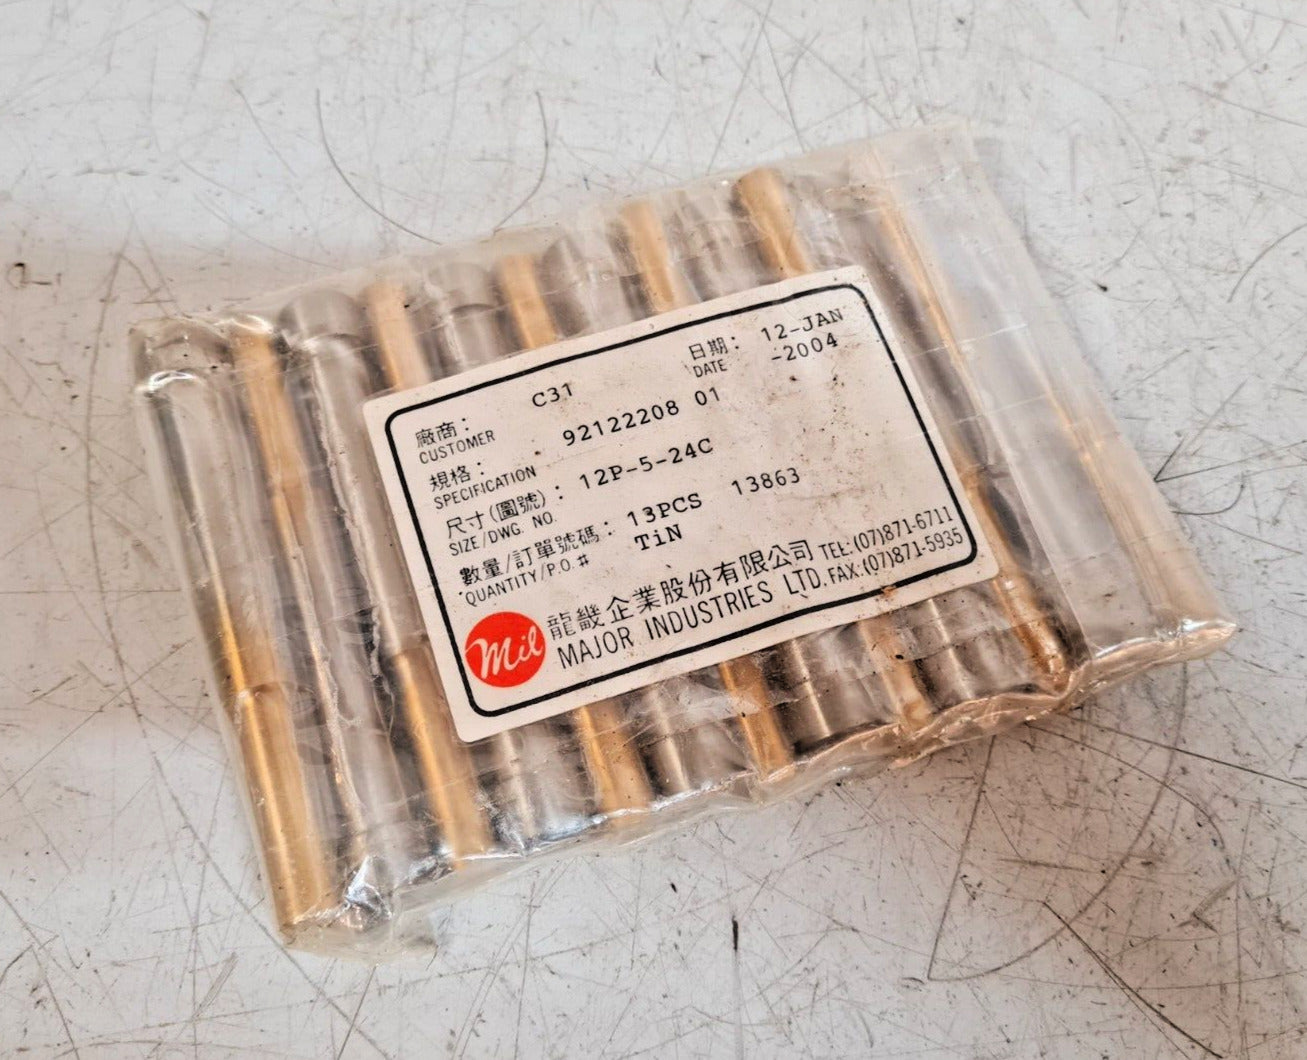 廠商： C31 日期： 12-JAN
CUSTOMER DATE -2004
規格： 92122208 01
SPECIFICATION
尺寸(圖號)： 12P-5-24C
SIZE/DWG. NO.
數量/訂單號碼： 13PCS 13863
QUANTITY/P.O.# TiN
Mil 龍畿企業股份有限公司 TEL:(07)871-6711
MAJOR INDUSTRIES LTD. FAX:(07)871-5935